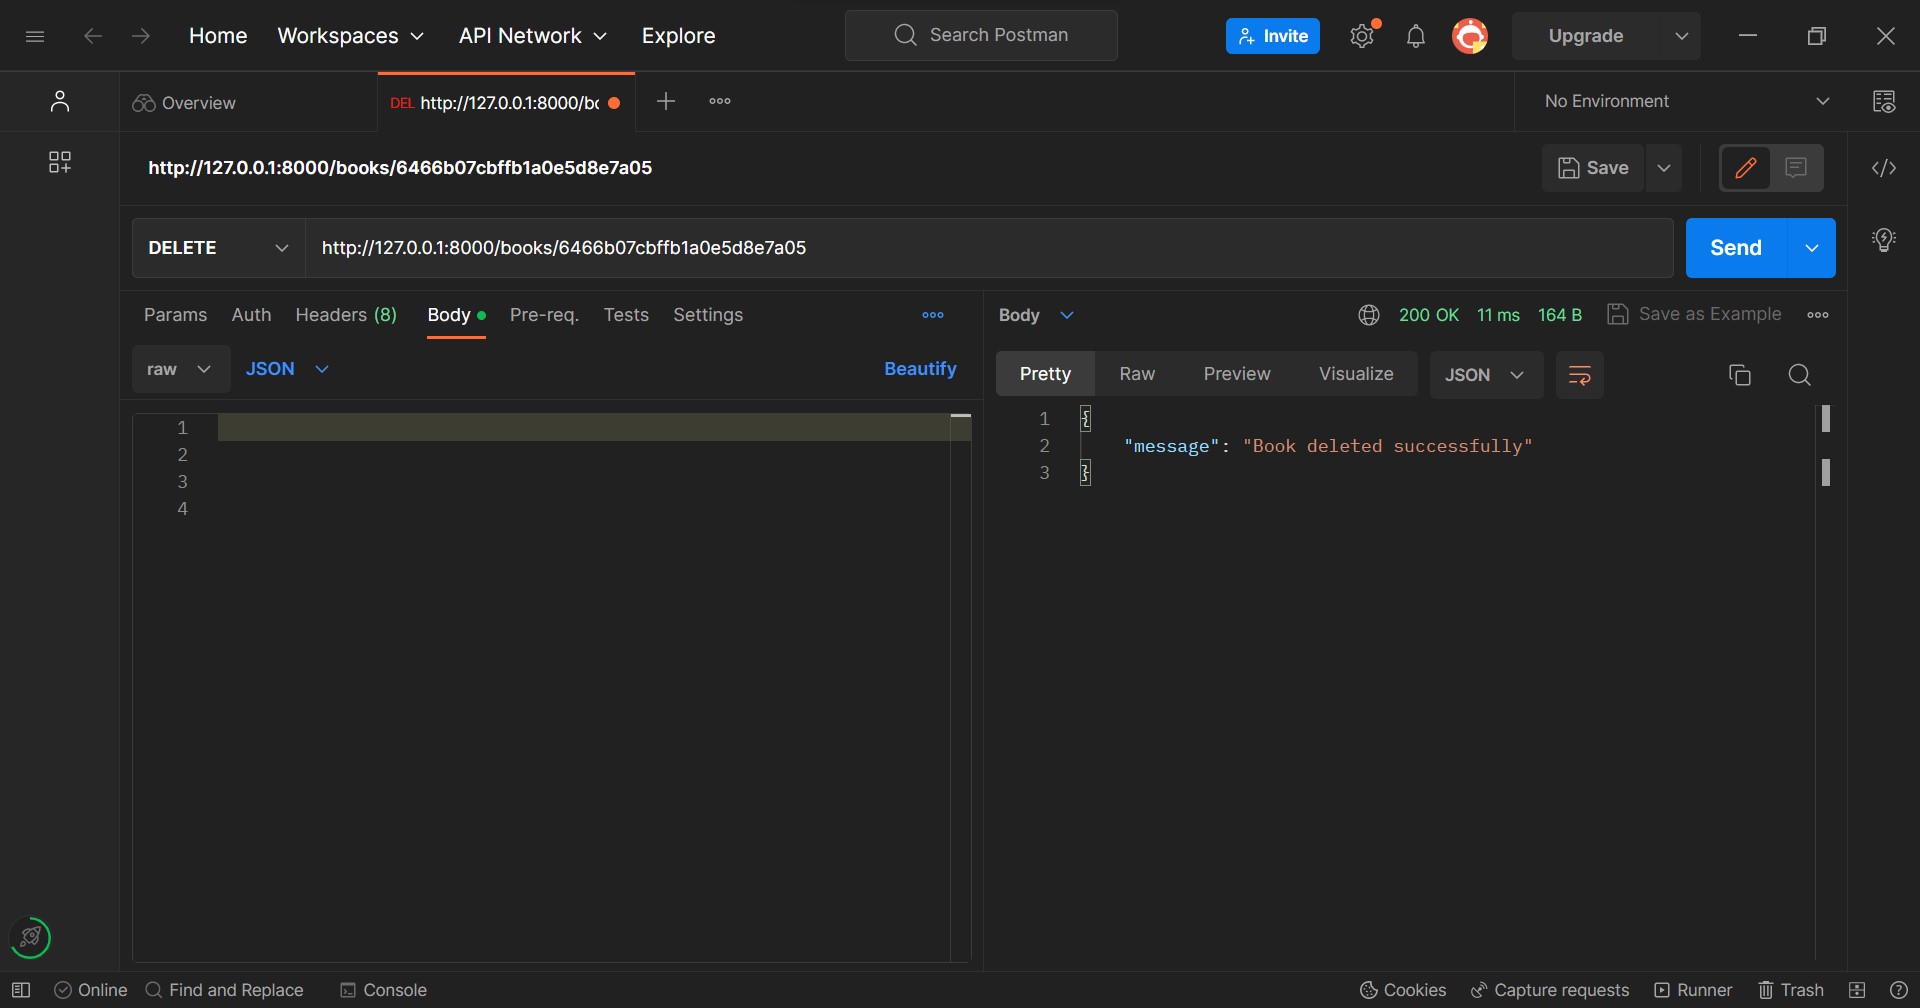 Home Workspaces API Network Explore Search Postman Invite Upgrade
Overview DEL http://127.0.0.1:8000/bo No Environment
http://127.0.0.1:8000/books/6466b07cbffb1a0e5d8e7a05 Save
DELETE http://127.0.0.1:8000/books/6466b07cbffb1a0e5d8e7a05 Send
Params Auth Headers (8) Body Pre-req. Tests Settings
raw JSON Beautify
1
2
3
4
Body 200 OK 11 ms 164 B Save as Example
Pretty Raw Preview Visualize JSON
1 {
2 "message": "Book deleted successfully"
3 }
Online Find and Replace Console Cookies Capture requests Runner Trash